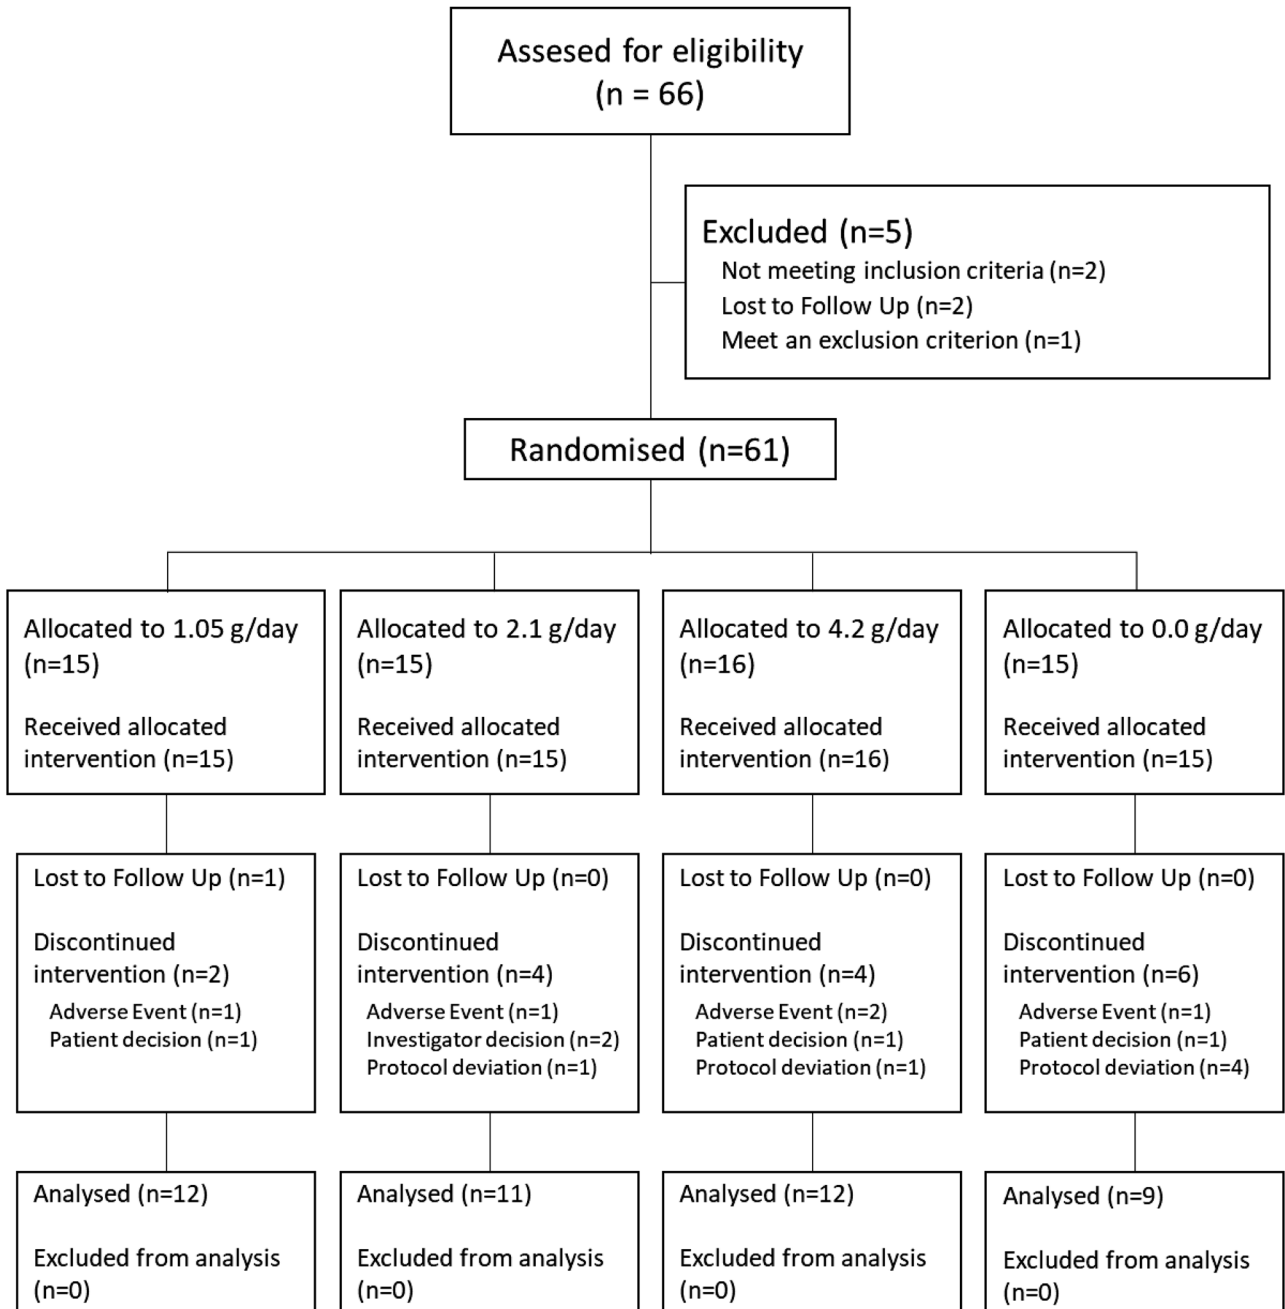 Assesed for eligibility
(n = 66)
Excluded (n=5)
Not meeting inclusion criteria (n=2)
Lost to Follow Up (n=2)
Meet an exclusion criterion (n=1)
Randomised (n=61)
Allocated to 1.05 g/day
(n=15)
Received allocated
intervention (n=15)
Allocated to 2.1 g/day
(n=15)
Received allocated
intervention (n=15)
Allocated to 4.2 g/day
(n=16)
Received allocated
intervention (n=16)
Allocated to 0.0 g/day
(n=15)
Received allocated
intervention (n=15)
Lost to Follow Up (n=1)
Discontinued
intervention (n=2)
Adverse Event (n=1)
Patient decision (n=1)
Lost to Follow Up (n=0)
Discontinued
intervention (n=4)
Adverse Event (n=1)
Investigator decision (n=2)
Protocol deviation (n=1)
Lost to Follow Up (n=0)
Discontinued
intervention (n=4)
Adverse Event (n=2)
Patient decision (n=1)
Protocol deviation (n=1)
Lost to Follow Up (n=0)
Discontinued
intervention (n=6)
Adverse Event (n=1)
Patient decision (n=1)
Protocol deviation (n=4)
Analysed (n=12)
Excluded from analysis
(n=0)
Analysed (n=11)
Excluded from analysis
(n=0)
Analysed (n=12)
Excluded from analysis
(n=0)
Analysed (n=9)
Excluded from analysis
(n=0)